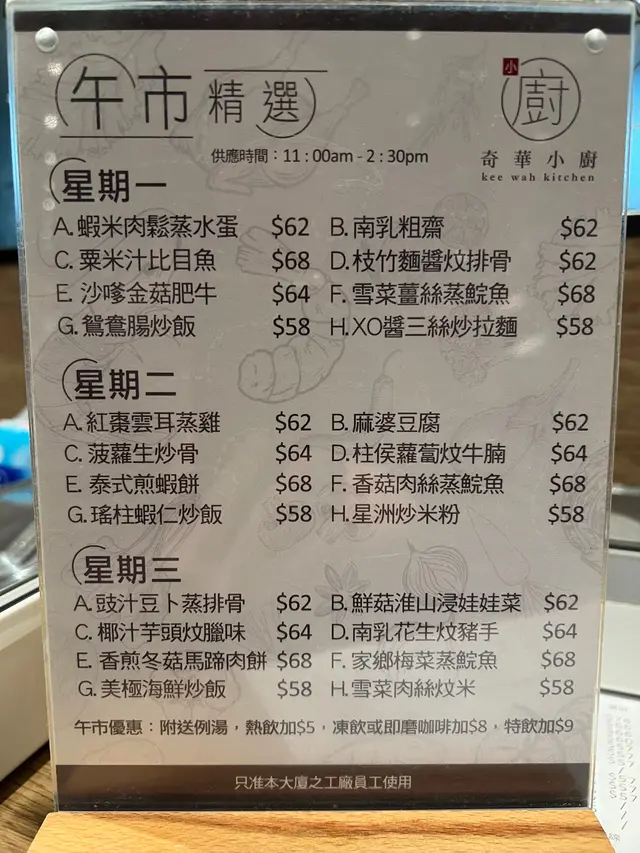 午市精選
小
廚
奇華小廚
kee wah kitchen
供應時間：11 : 00am - 2 : 30pm
星期一
A. 蝦米肉鬆蒸水蛋 $62 B. 南乳粗齋 $62
C. 粟米汁比目魚 $68 D. 枝竹麵醬炆排骨 $62
E. 沙嗲金菇肥牛 $64 F. 雪菜薑絲蒸鯇魚 $68
G. 鴛鴦腸炒飯 $58 H. XO醬三絲炒拉麵 $58
星期二
A. 紅棗雲耳蒸雞 $62 B. 麻婆豆腐 $62
C. 菠蘿生炒骨 $64 D. 柱侯蘿蔔炆牛腩 $64
E. 泰式煎蝦餅 $68 F. 香菇肉絲蒸鯇魚 $68
G. 瑤柱蝦仁炒飯 $58 H. 星洲炒米粉 $58
星期三
A. 豉汁豆卜蒸排骨 $62 B. 鮮菇淮山浸娃娃菜 $62
C. 椰汁芋頭炆臘味 $64 D. 南乳花生炆豬手 $64
E. 香煎冬菇馬蹄肉餅 $68 F. 家鄉梅菜蒸鯇魚 $68
G. 美極海鮮炒飯 $58 H. 雪菜肉絲炆米 $58
午市優惠：附送例湯，熱飲加$5，凍飲或即磨咖啡加$8，特飲加$9
只准本大廈之工廠員工使用